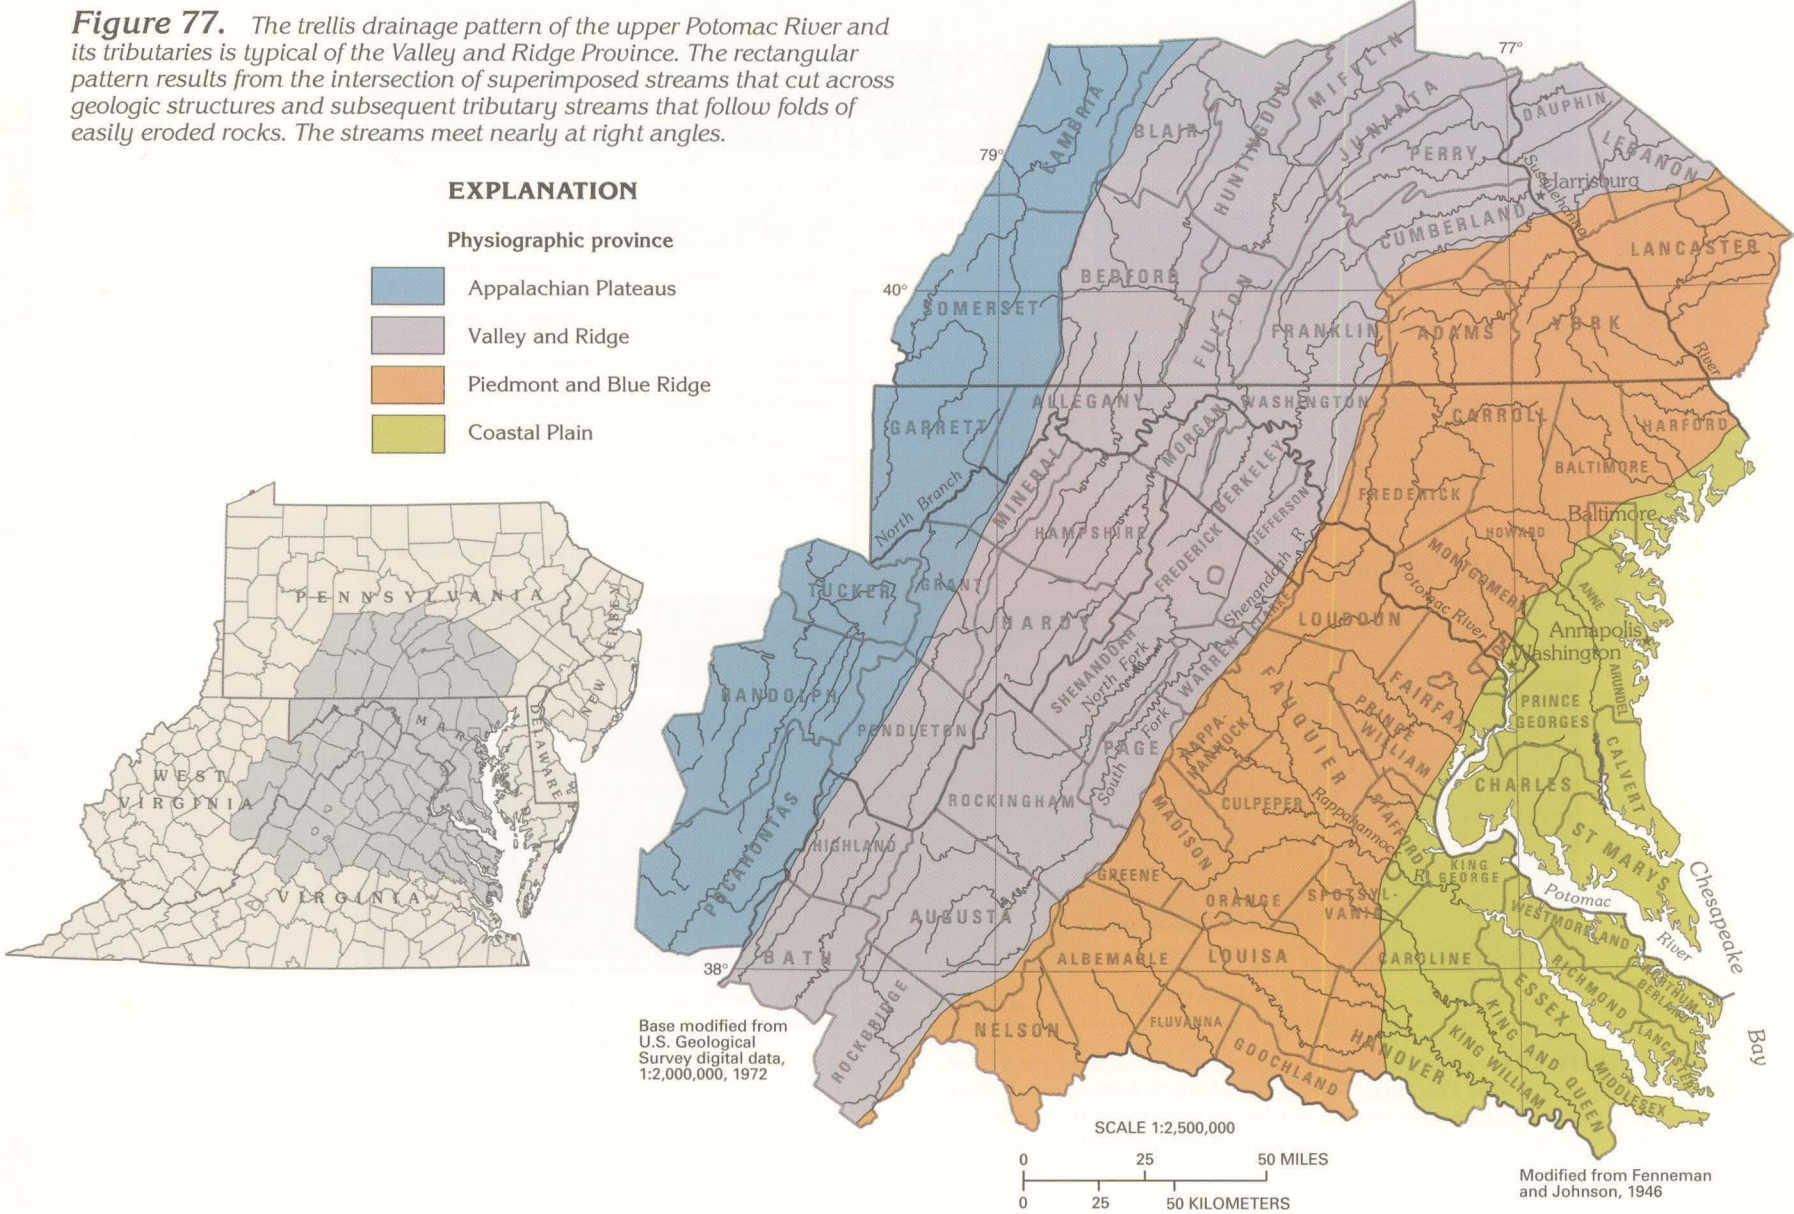 Figure 77. The trellis drainage pattern of the upper Potomac River and
its tributaries is typical of the Valley and Ridge Province. The rectangular
pattern results from the intersection of superimposed streams that cut across
geologic structures and subsequent tributary streams that follow folds of
easily eroded rocks. The streams meet nearly at right angles.
EXPLANATION
Physiographic province
Appalachian Plateaus
Valley and Ridge
Piedmont and Blue Ridge
Coastal Plain
PENNSYLVANIA
NEW JERSEY
DELAWARE
WEST
VIRGINIA
VIRGINIA
77°
79°
40°
38°
CAMBRIA
BLAIR
HUNTINGDON
MIFFLIN
JUNIATA
PERRY
DAUPHIN
LEBANON
Susquehanna
Harrisburg
CUMBERLAND
LANCASTER
SOMERSET
BEDFORD
FULTON
FRANKLIN
ADAMS
YORK
River
GARRETT
ALLEGANY
WASHINGTON
CARROLL
HARFORD
North Branch
MINERAL
MORGAN
BERKELEY
JEFFERSON
FREDERICK
BALTIMORE
Baltimore
HAMPSHIRE
FREDERICK
HOWARD
MONTGOMERY
TUCKER
GRANT
HARDY
Shenandoah R
CLARKE
LOUDOUN
Potomac River
ANNE
ARUNDEL
Annapolis
Washington
DC
RANDOLPH
PENDLETON
SHENANDOAH
North Fork
WARREN
FAUQUIER
FAIRFAX
PRINCE
WILLIAM
PRINCE
GEORGES
PAGE
South Fork
RAPPA-
HANNOCK
CALVERT
CHARLES
ROCKINGHAM
CULPEPER
Rappahannock
R
STAFFORD
ST MARYS
POCAHONTAS
HIGHLAND
MADISON
GREENE
KING
GEORGE
Chesapeake
Bay
AUGUSTA
ORANGE
SPOTSYL-
VANIA
Potomac
River
WESTMORELAND
BATH
ALBEMARLE
LOUISA
CAROLINE
RICHMOND
NORTHUM-
BERLAND
ESSEX
ROCKBRIDGE
NELSON
FLUVANNA
GOOCHLAND
HANOVER
KING WILLIAM
KING AND QUEEN
LANCASTER
MIDDLESEX
Base modified from
U.S. Geological
Survey digital data,
1:2,000,000, 1972
SCALE 1:2,500,000
0 25 50 MILES
0 25 50 KILOMETERS
Modified from Fenneman
and Johnson, 1946